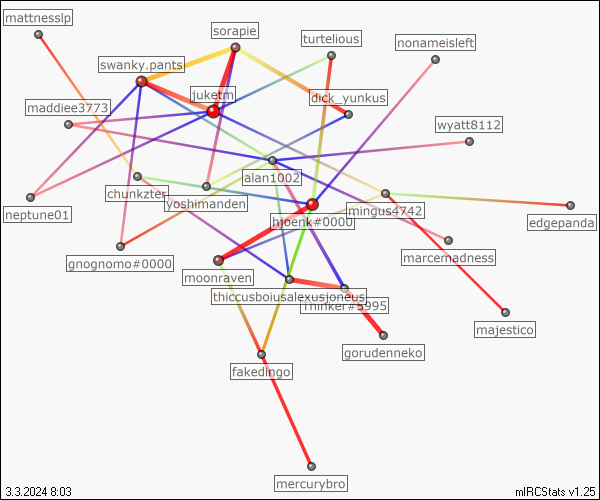 mattnesslp
sorapie
turtelious
nonameisleft
swanky.pants
juketm
dick_yunkus
maddiee3773
wyatt8112
alan1002
chunkzter
yoshimanden
neptune01
hjoenk#0000
mingus4742
edgepanda
gnognomo#0000
marcemadness
moonraven
thiccusboiusalexusjoneus
Thinker#5995
majestico
gorudenneko
fakedingo
mercurybro
3.3.2024 8:03
mIRCStats v1.25